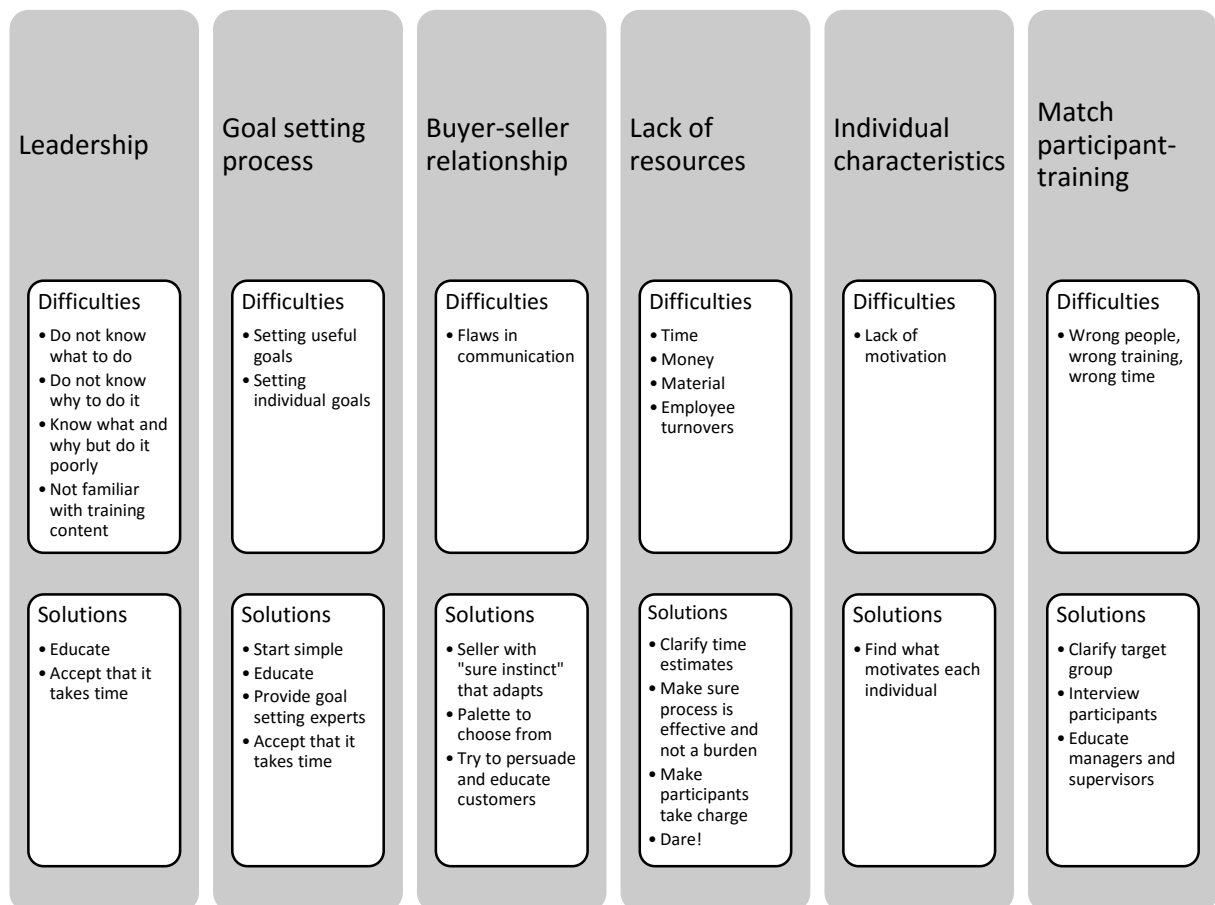 Leadership
Difficulties
• Do not know
what to do
• Do not know
why to do it
• Know what and
why but do it
poorly
• Not familiar
with training
content
Solutions
• Educate
• Accept that it
takes time
Goal setting
process
Difficulties
• Setting useful
goals
• Setting
individual goals
Solutions
• Start simple
• Educate
• Provide goal
setting experts
• Accept that it
takes time
Buyer-seller
relationship
Difficulties
• Flaws in
communication
Solutions
• Seller with
"sure instinct"
that adapts
• Palette to
choose from
• Try to persuade
and educate
customers
Lack of
resources
Difficulties
• Time
• Money
• Material
• Employee
turnovers
Solutions
• Clarify time
estimates
• Make sure
process is
effective and
not a burden
• Make
participants
take charge
• Dare!
Individual
characteristics
Difficulties
• Lack of
motivation
Solutions
• Find what
motivates each
individual
Match
participant-
training
Difficulties
• Wrong people,
wrong training,
wrong time
Solutions
• Clarify target
group
• Interview
participants
• Educate
managers and
supervisors